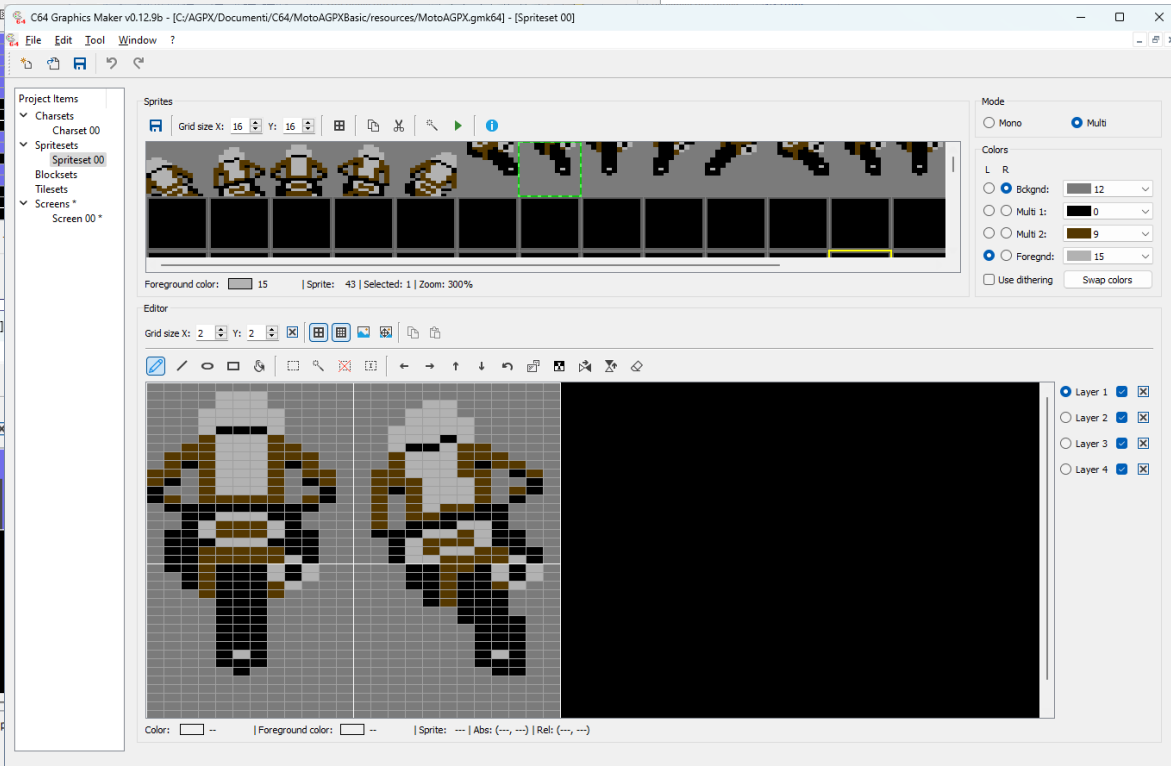 C64 Graphics Maker v0.12.9b - [C:/AGPX/Documenti/C64/MotoAGPXBasic/resources/MotoAGPX.gmk64] - [Spriteset 00]
File Edit Tool Window ?
Project Items
Charsets
Charset 00
Spritesets
Spriteset 00
Blocksets
Tilesets
Screens *
Screen 00 *
Sprites
Grid size X: 16 Y: 16
Foreground color: 15 | Sprite: 43 | Selected: 1 | Zoom: 300%
Mode
Mono Multi
Colors
L R
Bckgnd: 12
Multi 1: 0
Multi 2: 9
Foregnd: 15
Use dithering Swap colors
Editor
Grid size X: 2 Y: 2
Layer 1
Layer 2
Layer 3
Layer 4
Color: -- | Foreground color: -- | Sprite: --- | Abs: (---, ---) | Rel: (---, ---)